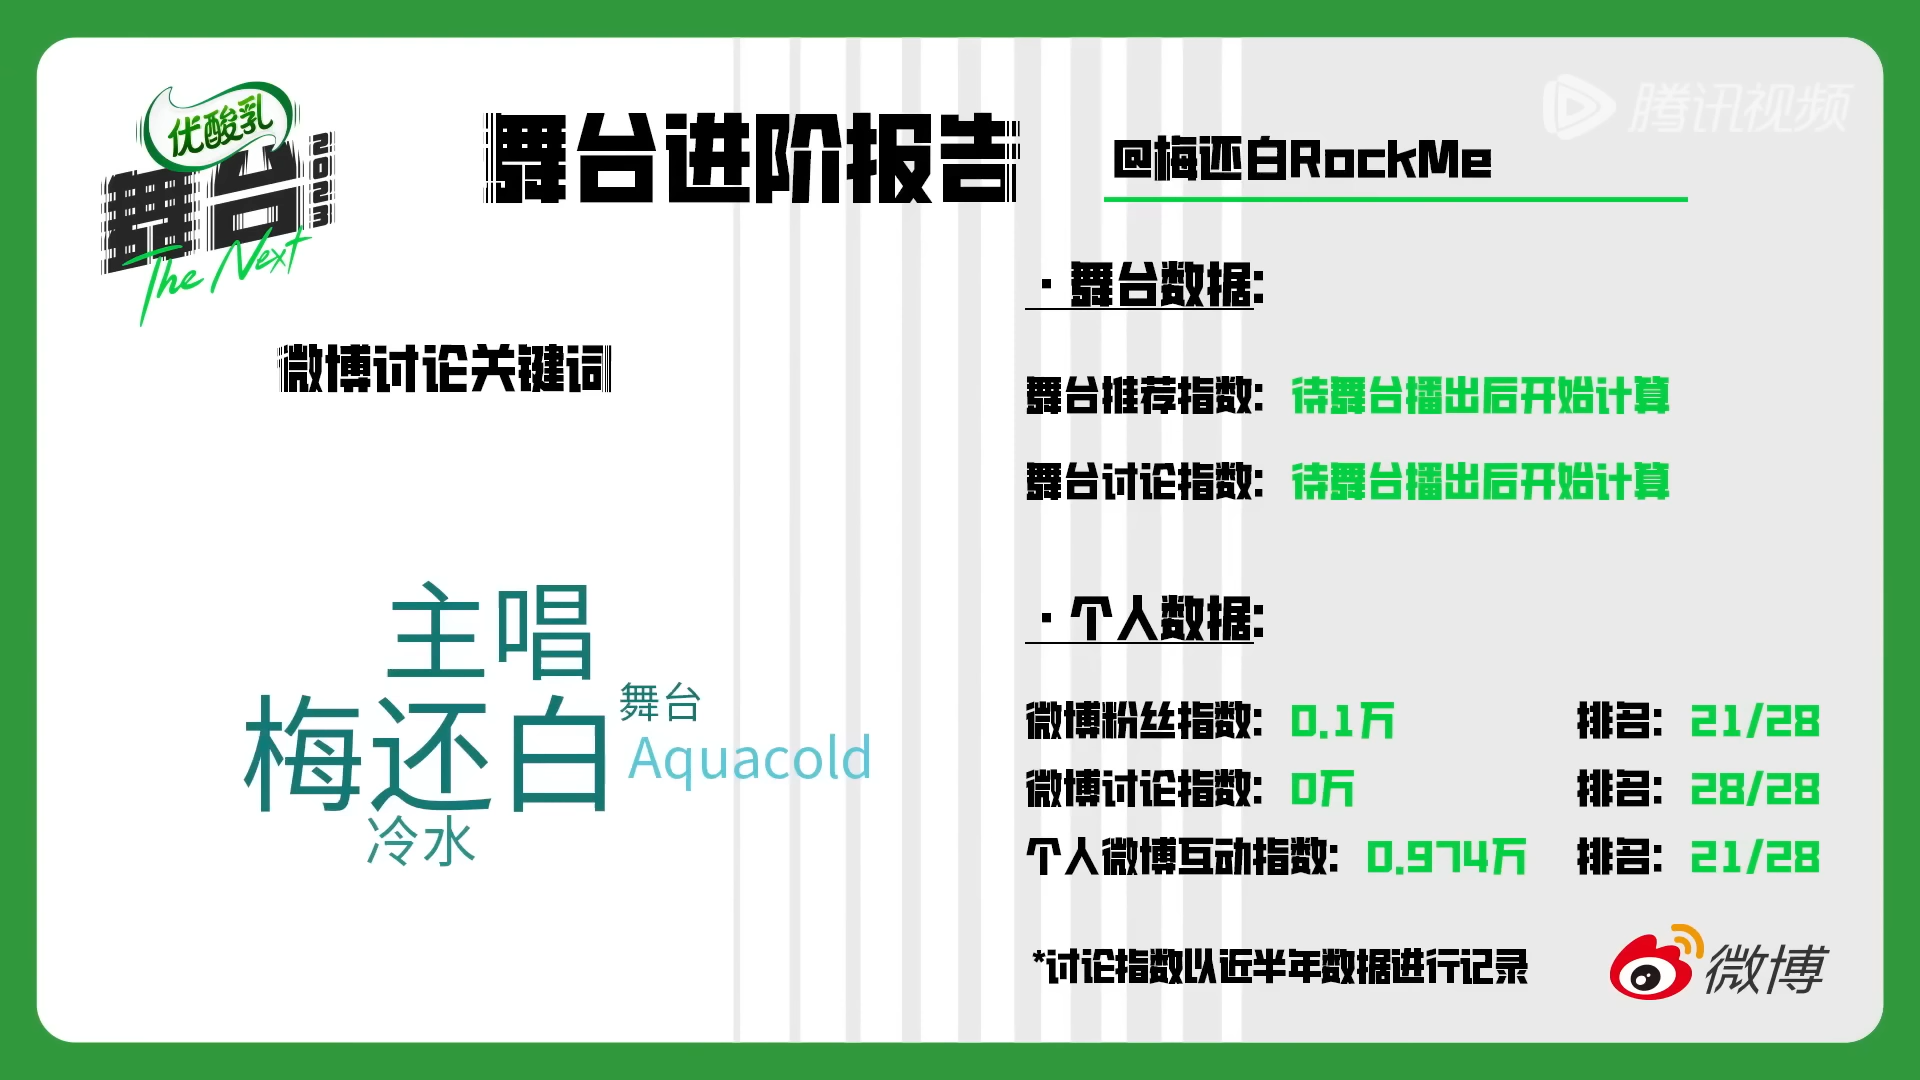 优酸乳
舞台2023
The Next
舞台进阶报告
@梅还白RockMe
腾讯视频
·舞台数据:
微博讨论关键词
舞台推荐指数: 待舞台播出后开始计算
舞台讨论指数: 待舞台播出后开始计算
主唱
梅还白
舞台
Aquacold
冷水
·个人数据:
微博粉丝指数: 0.1万 排名: 21/28
微博讨论指数: 0万 排名: 28/28
个人微博互动指数: 0.974万 排名: 21/28
*讨论指数以近半年数据进行记录
微博